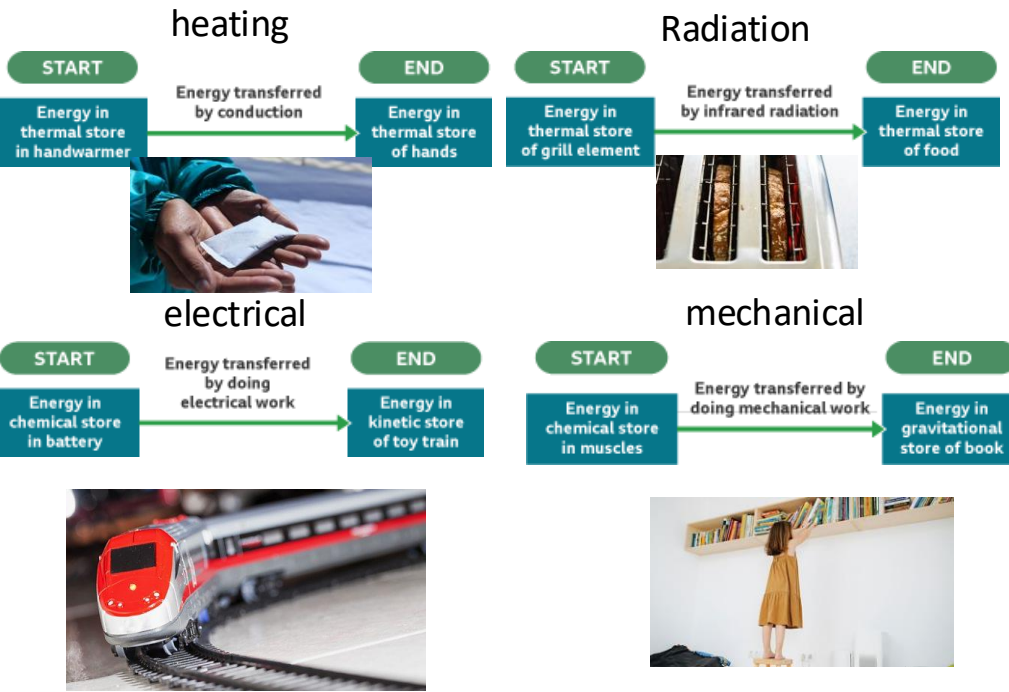 heating
START
END
Energy transferred
by conduction
Energy in
thermal store
in handwarmer
Energy in
thermal store
of hands
Radiation
START
END
Energy transferred
by infrared radiation
Energy in
thermal store
of grill element
Energy in
thermal store
of food
electrical
START
END
Energy transferred
by doing
electrical work
Energy in
chemical store
in battery
Energy in
kinetic store
of toy train
mechanical
START
END
Energy transferred by
doing mechanical work
Energy in
chemical store
in muscles
Energy in
gravitational
store of book